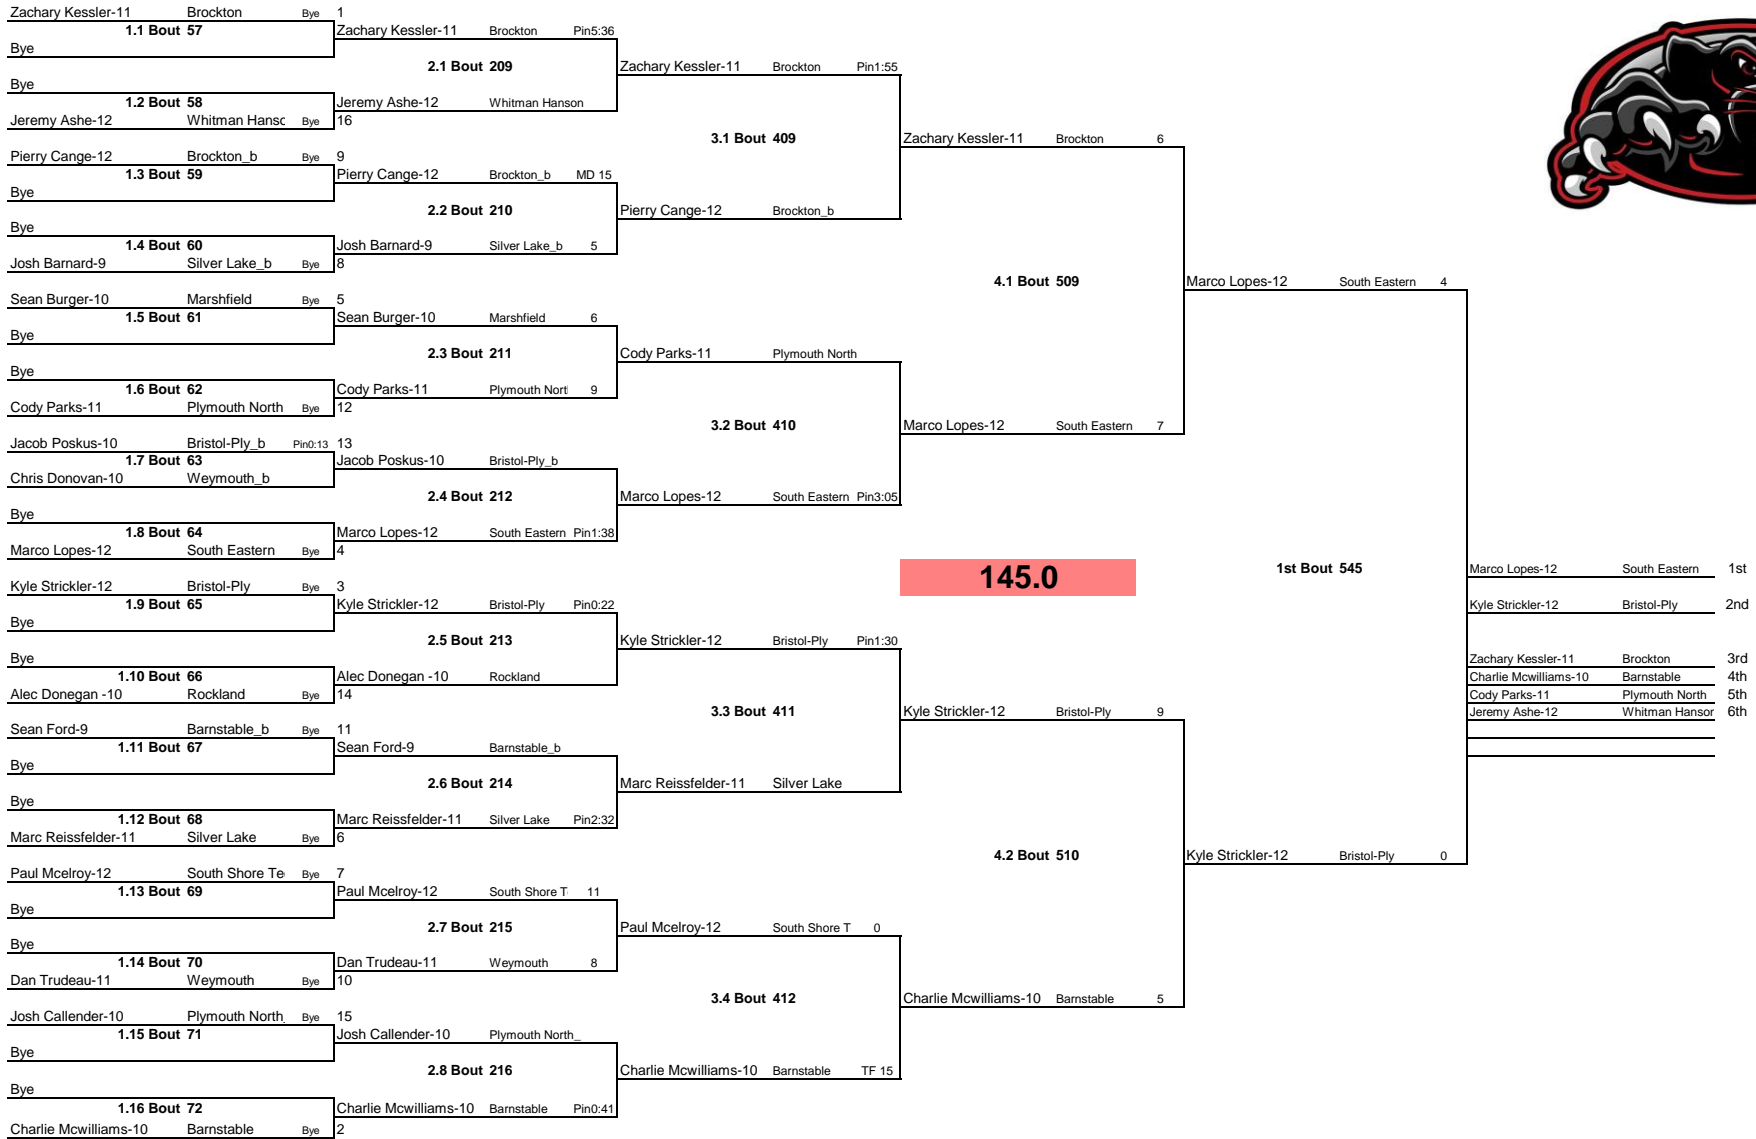 Zachary Kessler-11 Brockton Bye 1
1.1 Bout 57 Zachary Kessler-11 Brockton Pin5:36
Bye
2.1 Bout 209 Zachary Kessler-11 Brockton Pin1:55
Bye
1.2 Bout 58 Jeremy Ashe-12 Whitman Hanson
Jeremy Ashe-12 Whitman Hansc Bye 16
3.1 Bout 409 Zachary Kessler-11 Brockton 6
Pierry Cange-12 Brockton_b Bye 9
1.3 Bout 59 Pierry Cange-12 Brockton_b MD 15
Bye
2.2 Bout 210 Pierry Cange-12 Brockton_b
Bye
1.4 Bout 60 Josh Barnard-9 Silver Lake_b 5
Josh Barnard-9 Silver Lake_b Bye 8
4.1 Bout 509 Marco Lopes-12 South Eastern 4
Sean Burger-10 Marshfield Bye 5
1.5 Bout 61 Sean Burger-10 Marshfield 6
Bye
2.3 Bout 211 Cody Parks-11 Plymouth North
Bye
1.6 Bout 62 Cody Parks-11 Plymouth Nort 9
Cody Parks-11 Plymouth North Bye 12
3.2 Bout 410 Marco Lopes-12 South Eastern 7
Jacob Poskus-10 Bristol-Ply_b Pin0:13 13
1.7 Bout 63 Jacob Poskus-10 Bristol-Ply_b
Chris Donovan-10 Weymouth_b
2.4 Bout 212 Marco Lopes-12 South Eastern Pin3:05
Bye
1.8 Bout 64 Marco Lopes-12 South Eastern Pin1:38
Marco Lopes-12 South Eastern Bye 4
145.0 1st Bout 545 Marco Lopes-12 South Eastern 1st
Kyle Strickler-12 Bristol-Ply Bye 3
1.9 Bout 65 Kyle Strickler-12 Bristol-Ply Pin0:22 Kyle Strickler-12 Bristol-Ply 2nd
Bye
2.5 Bout 213 Kyle Strickler-12 Bristol-Ply Pin1:30
Bye Zachary Kessler-11 Brockton 3rd
1.10 Bout 66 Alec Donegan -10 Rockland Charlie Mcwilliams-10 Barnstable 4th
Alec Donegan -10 Rockland Bye 14 Cody Parks-11 Plymouth North 5th
3.3 Bout 411 Kyle Strickler-12 Bristol-Ply 9 Jeremy Ashe-12 Whitman Hansor 6th
Sean Ford-9 Barnstable_b Bye 11
1.11 Bout 67 Sean Ford-9 Barnstable_b
Bye
2.6 Bout 214 Marc Reissfelder-11 Silver Lake
Bye
1.12 Bout 68 Marc Reissfelder-11 Silver Lake Pin2:32
Marc Reissfelder-11 Silver Lake Bye 6
4.2 Bout 510 Kyle Strickler-12 Bristol-Ply 0
Paul Mcelroy-12 South Shore Te Bye 7
1.13 Bout 69 Paul Mcelroy-12 South Shore T 11
Bye
2.7 Bout 215 Paul Mcelroy-12 South Shore T 0
Bye
1.14 Bout 70 Dan Trudeau-11 Weymouth 8
Dan Trudeau-11 Weymouth Bye 10
3.4 Bout 412 Charlie Mcwilliams-10 Barnstable 5
Josh Callender-10 Plymouth North_ Bye 15
1.15 Bout 71 Josh Callender-10 Plymouth North_
Bye
2.8 Bout 216 Charlie Mcwilliams-10 Barnstable TF 15
Bye
1.16 Bout 72 Charlie Mcwilliams-10 Barnstable Pin0:41
Charlie Mcwilliams-10 Barnstable Bye 2